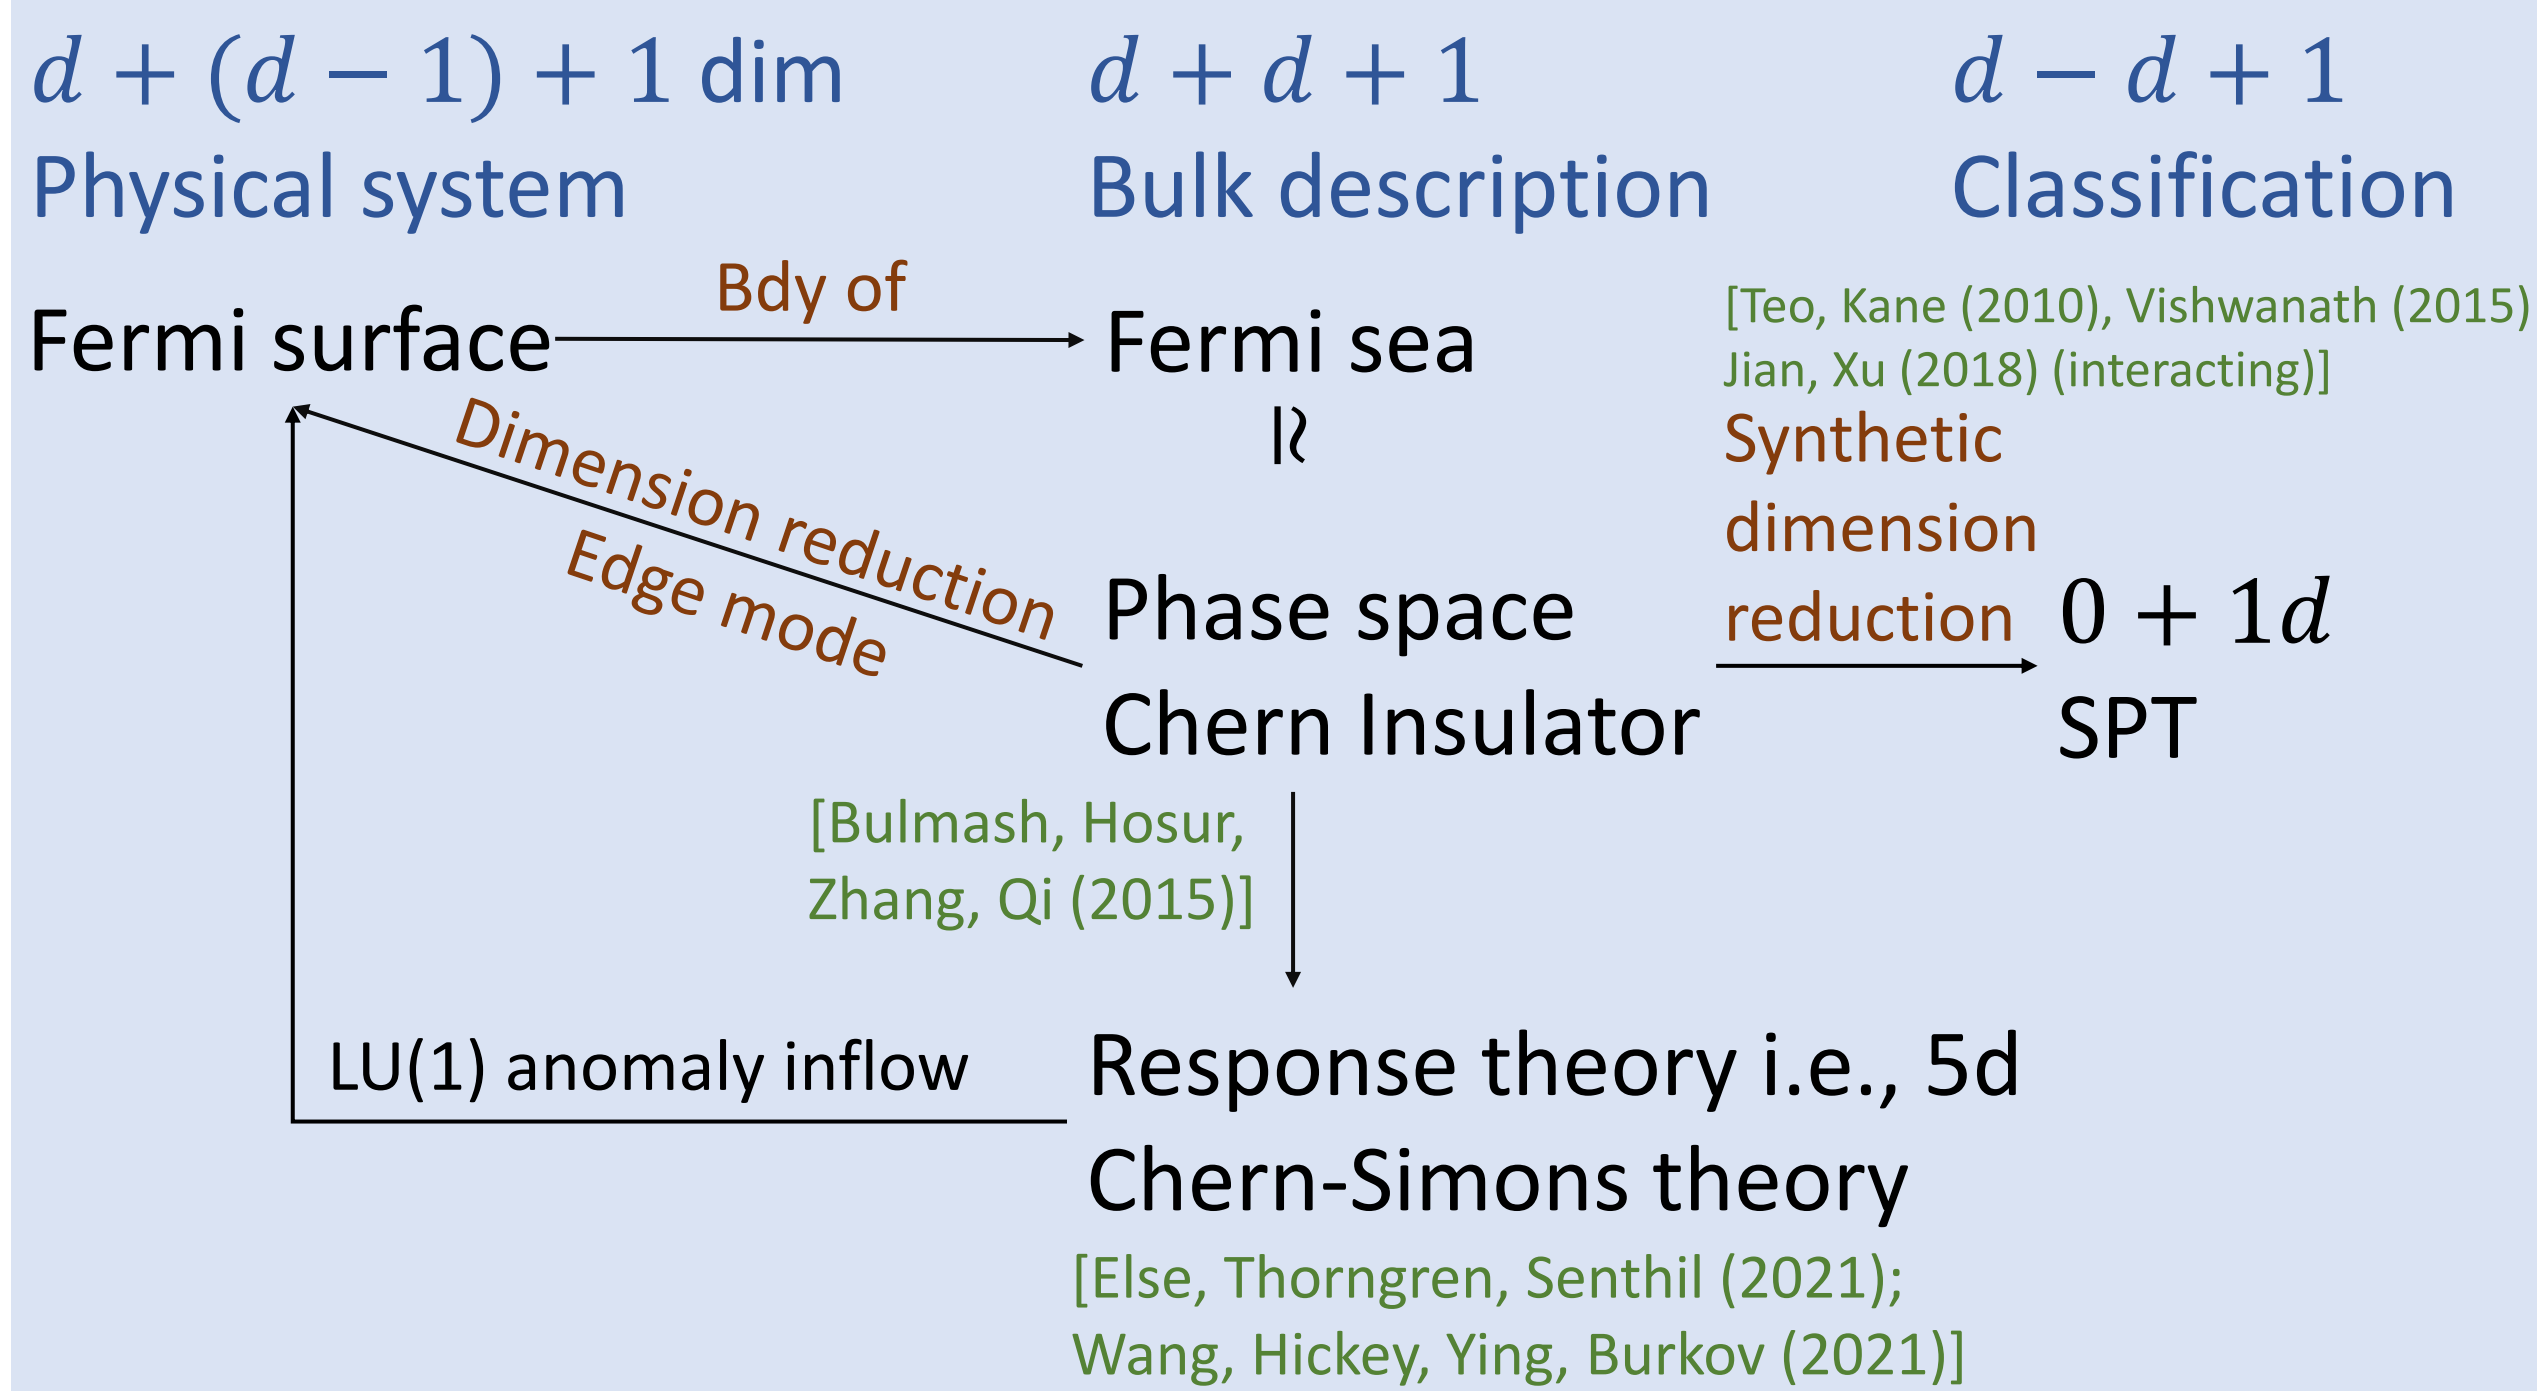 d + (d − 1) + 1 dim
Physical system
d + d + 1
Bulk description
d − d + 1
Classification
Bdy of
Fermi surface
Fermi sea
[Teo, Kane (2010), Vishwanath (2015)
Jian, Xu (2018) (interacting)]
≃
Dimension reduction
Edge mode
Synthetic
dimension
reduction
Phase space
Chern Insulator
0 + 1d
SPT
[Bulmash, Hosur,
Zhang, Qi (2015)]
LU(1) anomaly inflow
Response theory i.e., 5d
Chern-Simons theory
[Else, Thorngren, Senthil (2021);
Wang, Hickey, Ying, Burkov (2021)]